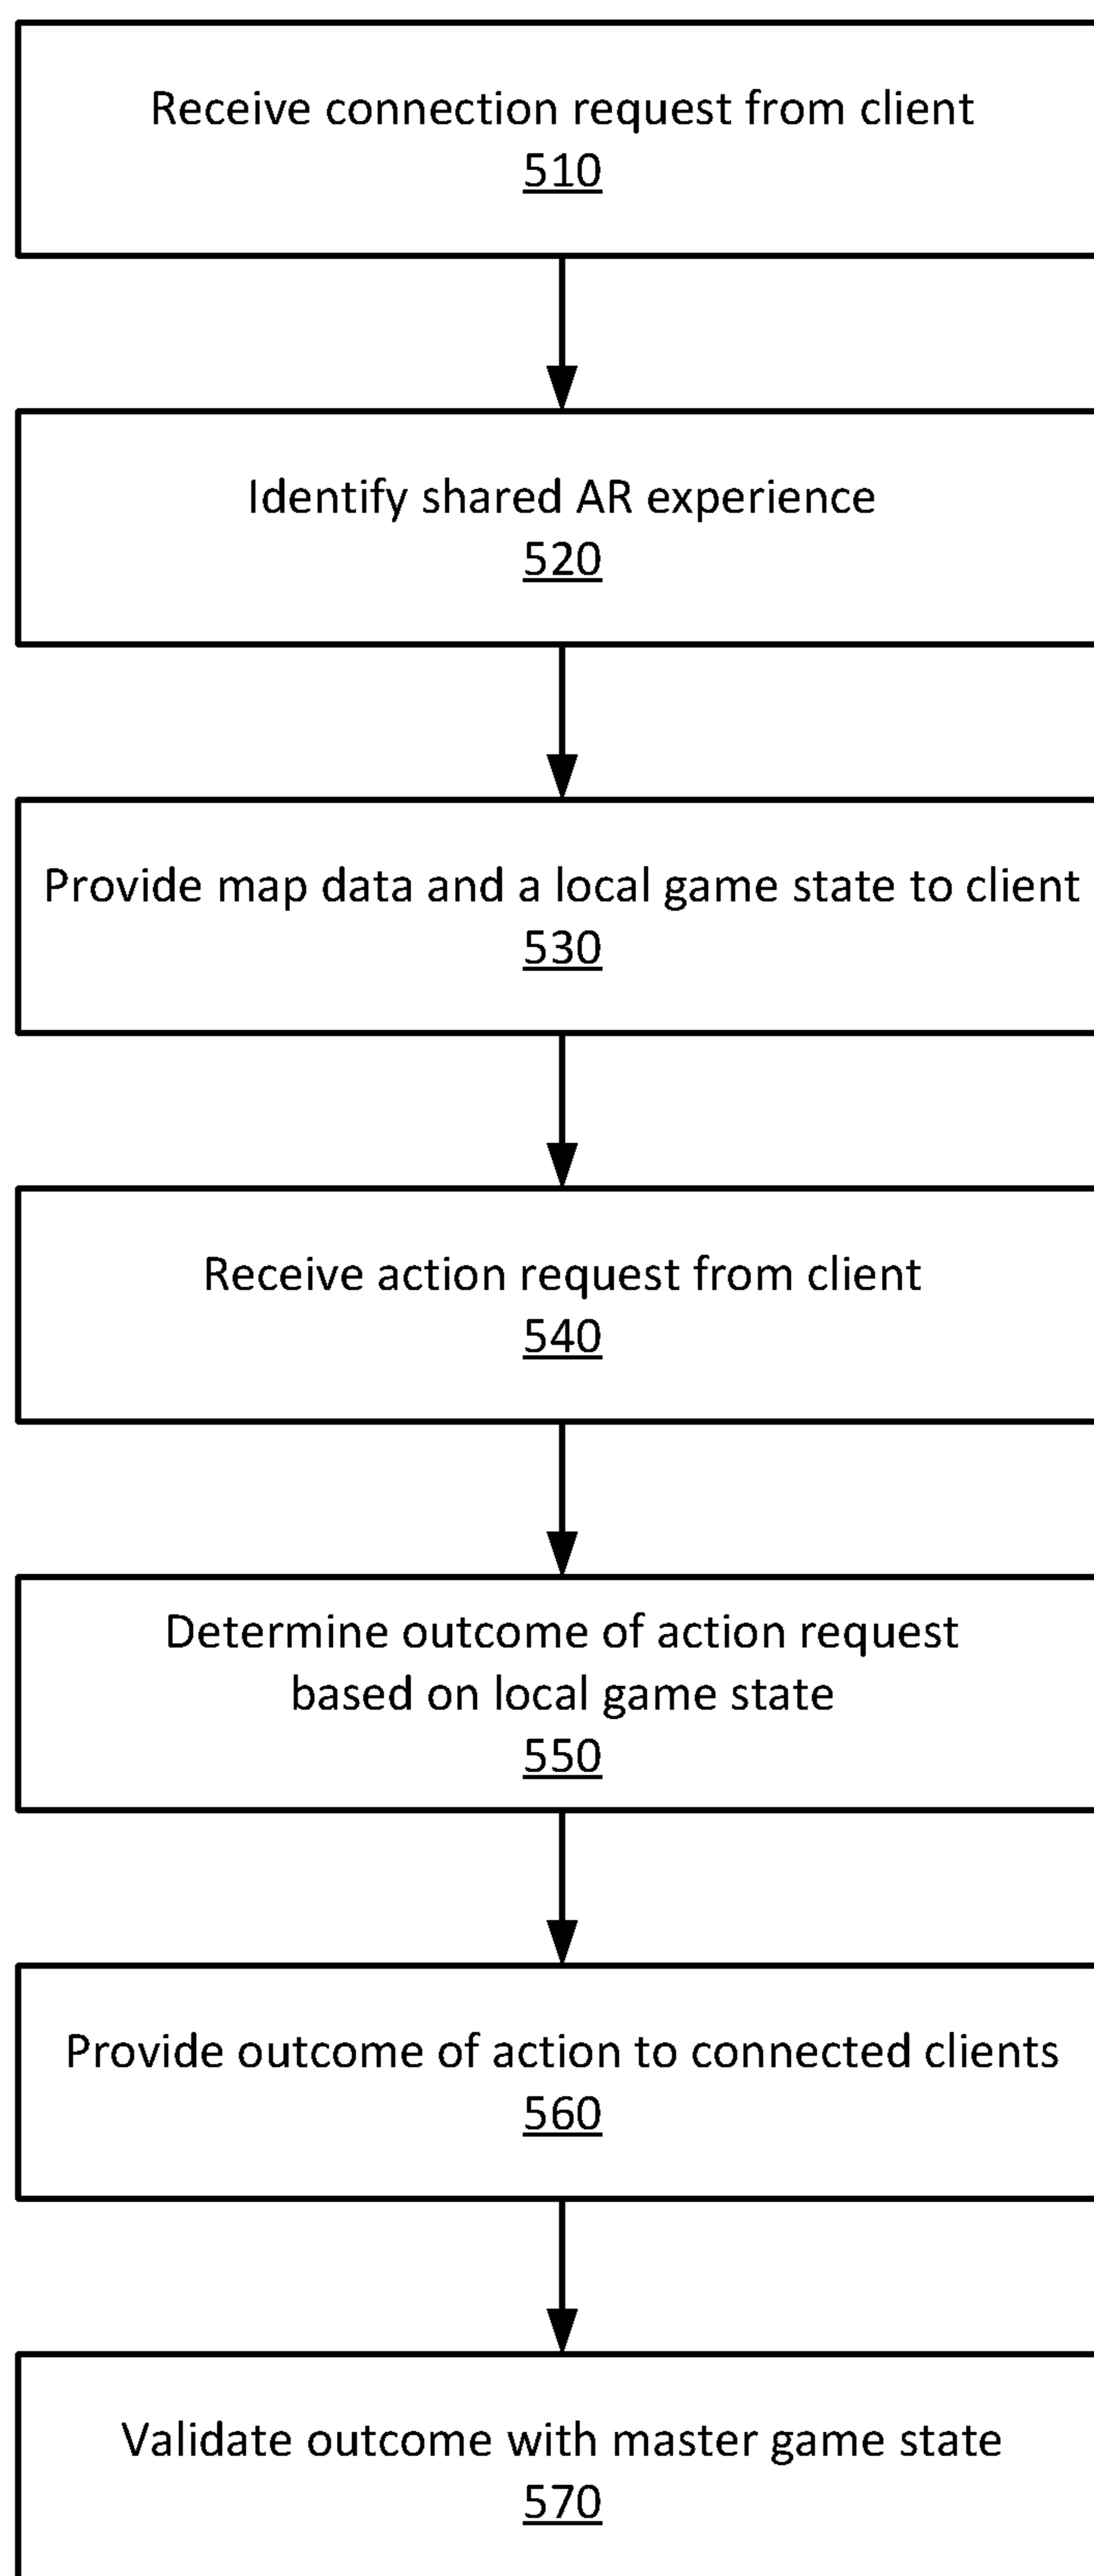 Receive connection request from client
510
Identify shared AR experience
520
Provide map data and a local game state to client
530
Receive action request from client
540
Determine outcome of action request
based on local game state
550
Provide outcome of action to connected clients
560
Validate outcome with master game state
570